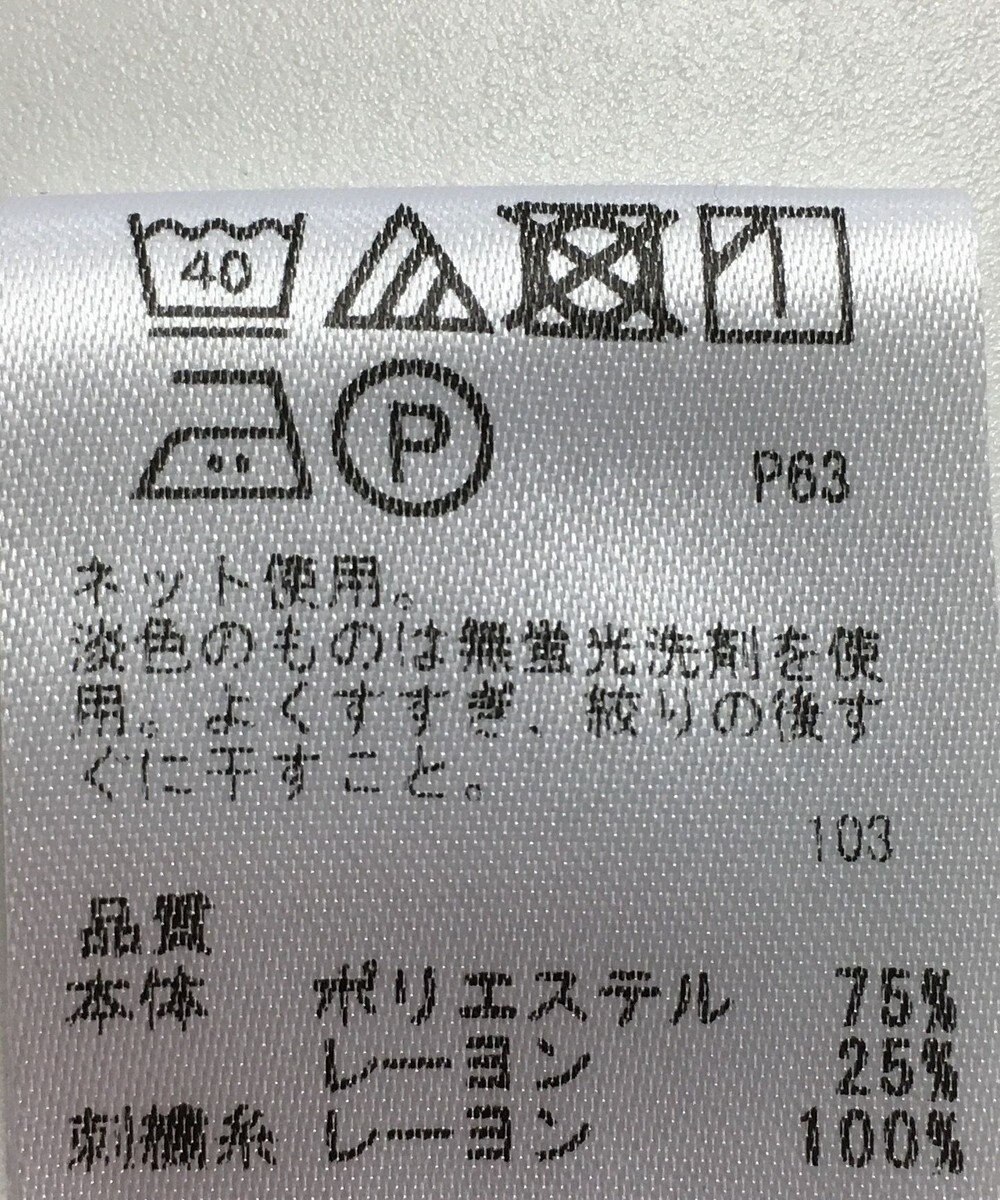 40
P
P63
ネット使用。
淡色のものは無蛍光洗剤を使
用。よくすすぎ、絞りの後す
ぐに干すこと。
103
品質
本体 ポリエステル 75%
レーヨン 25%
刺繍糸 レーヨン 100%